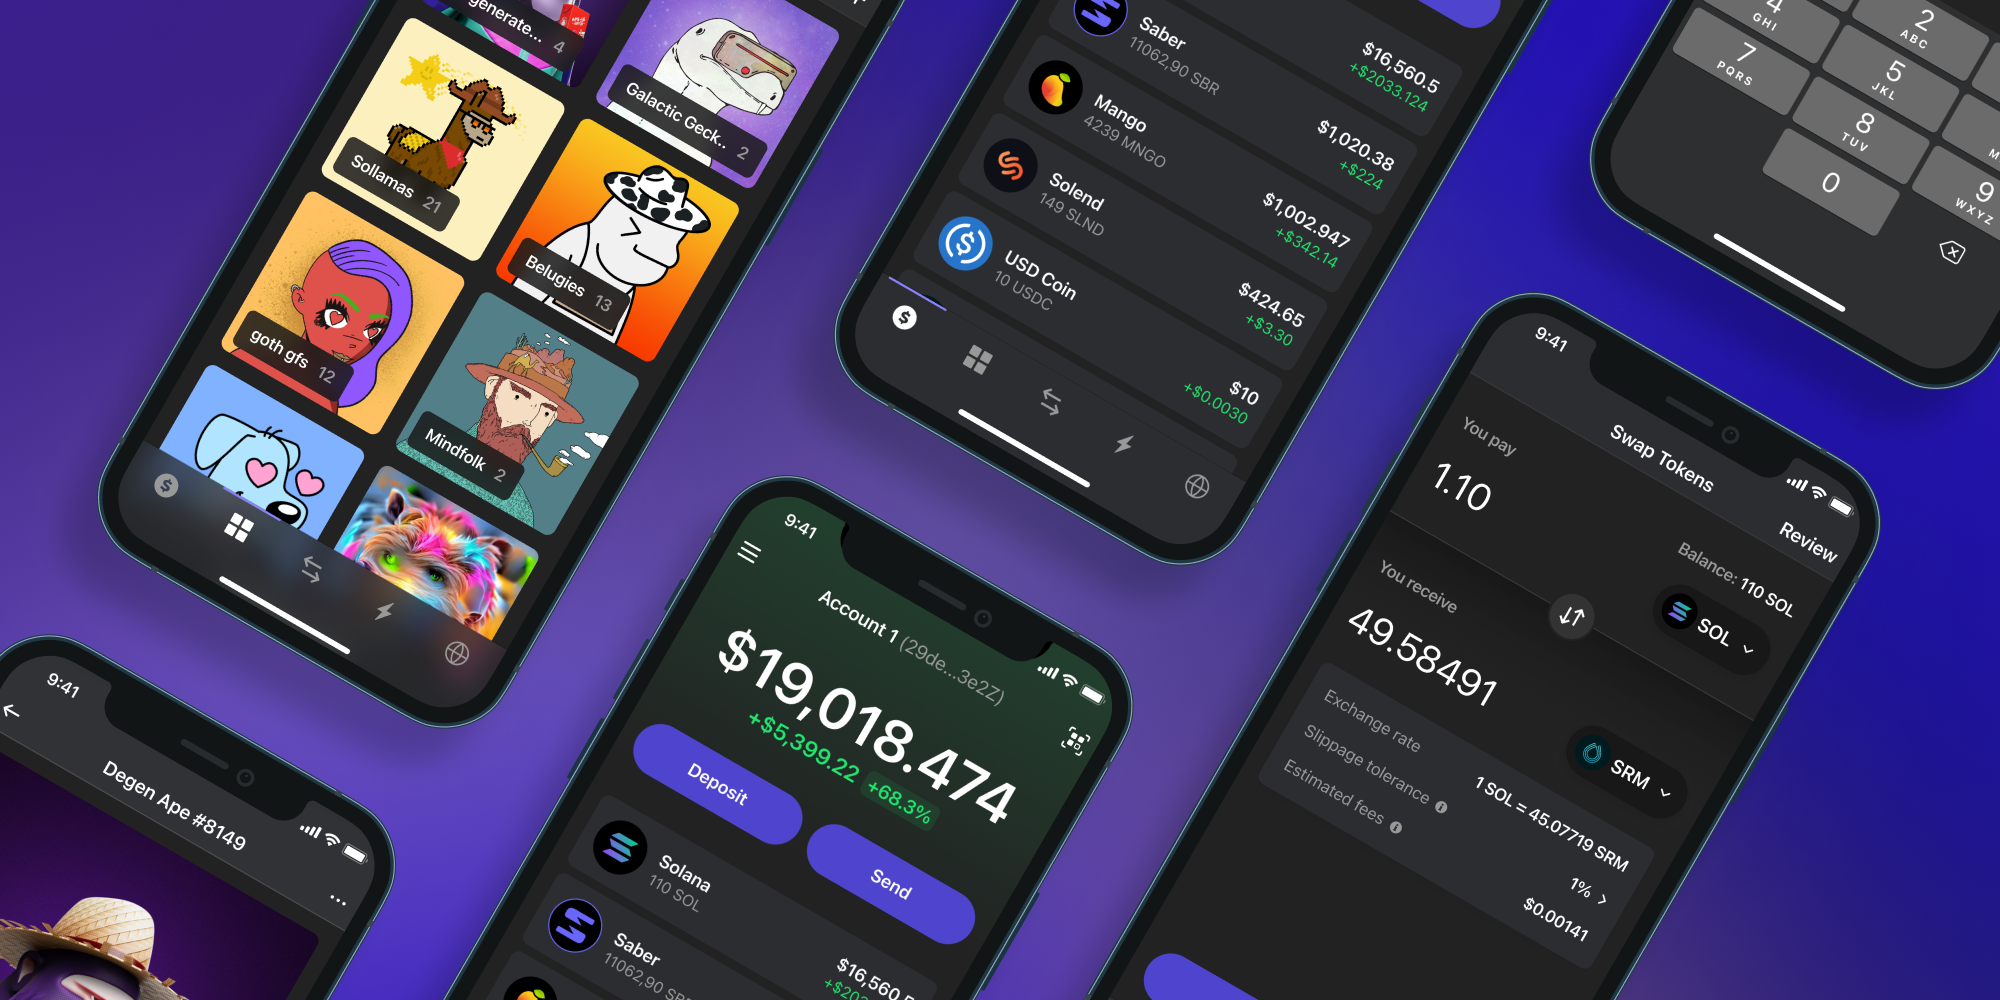 generate... 4
Galactic Geck.. 2
Sollamas 21
Belugies 13
goth gfs 12
Mindfolk 2
Saber
11062,90 SBR
$16,560.5
+$2033.124
Mango
4239 MNGO
$1,020.38
+$224
Solend
149 SLND
$1,002.947
+$342.14
USD Coin
10 USDC
$424.65
+$3.30
$10
+$0.0030
4
GHI
2
ABC
7
PQRS
5
JKL
8
TUV
0
9
WXYZ
M
9:41
Degen Ape #8149
...
9:41
Account 1 (29de...3e2Z)
$19,018.474
+$5,399.22 +68.3%
Deposit
Send
Solana
110 SOL
Saber
11062,90 SBR
$16,560.5
9:41
Swap Tokens
Review
You pay
1.10
Balance: 110 SOL
SOL
You receive
49.58491
SRM
Exchange rate
1 SOL = 45.07719 SRM
Slippage tolerance
1%
Estimated fees
$0.00141